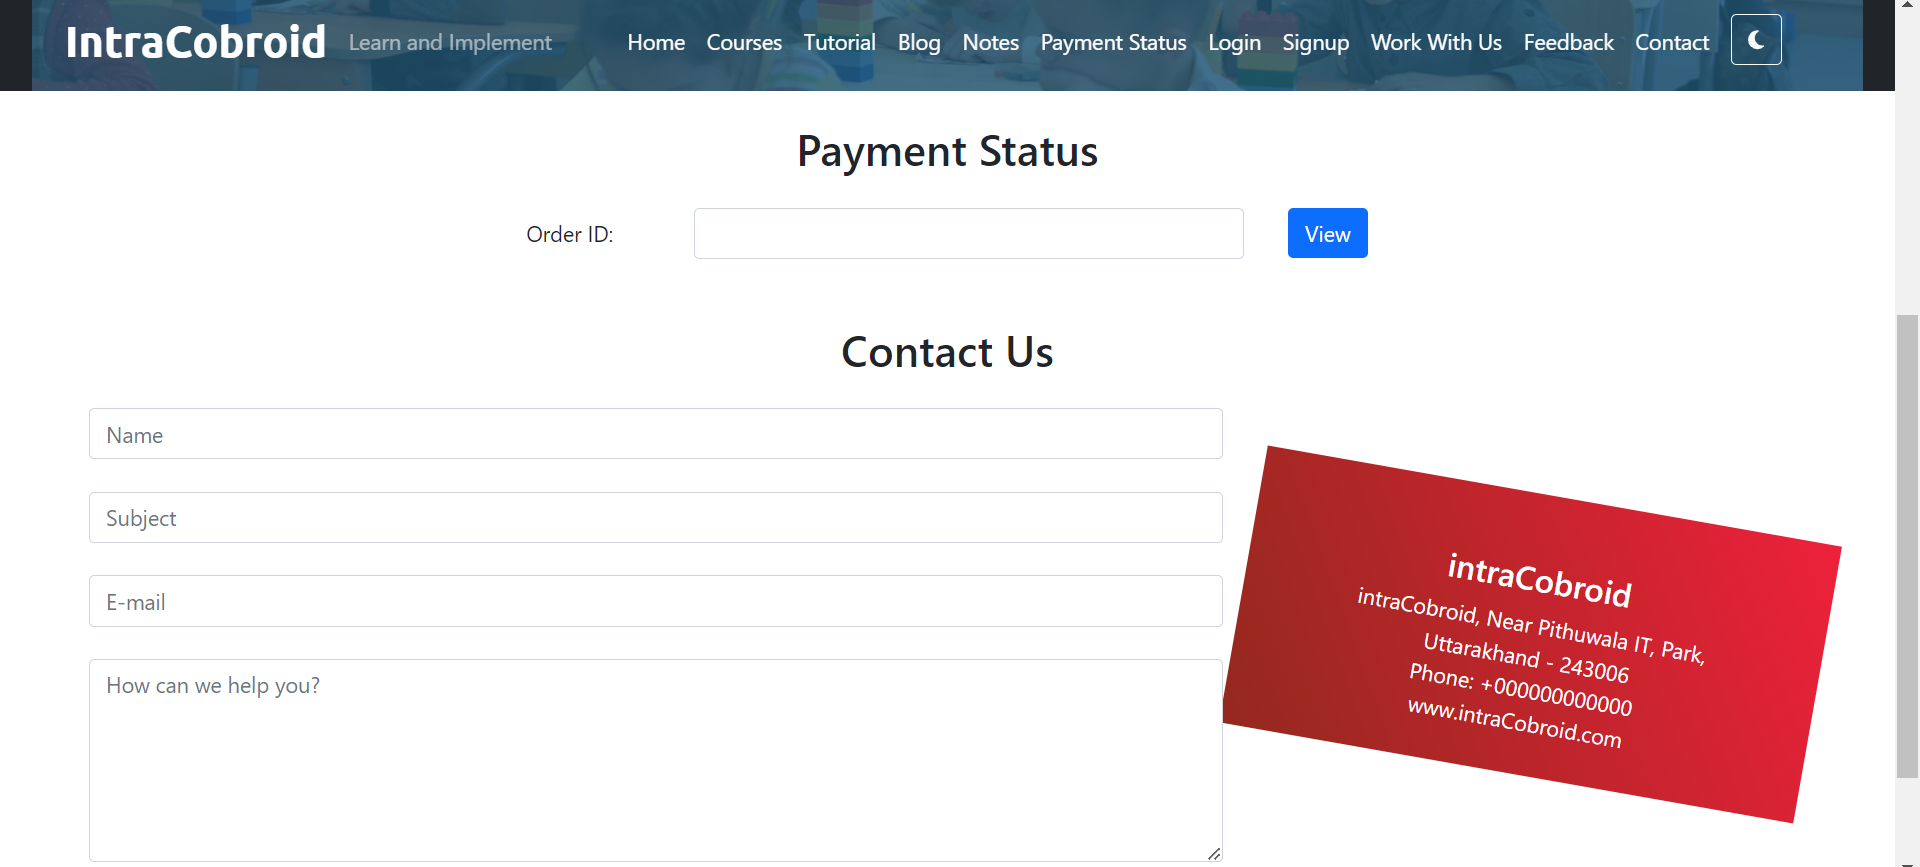 IntraCobroid Learn and Implement Home Courses Tutorial Blog Notes Payment Status Login Signup Work With Us Feedback Contact
Payment Status
Order ID: View
Contact Us
Name
Subject
E-mail
How can we help you?
intraCobroid
intraCobroid, Near Pithuwala IT, Park,
Uttarakhand - 243006
Phone: +000000000000
www.intraCobroid.com